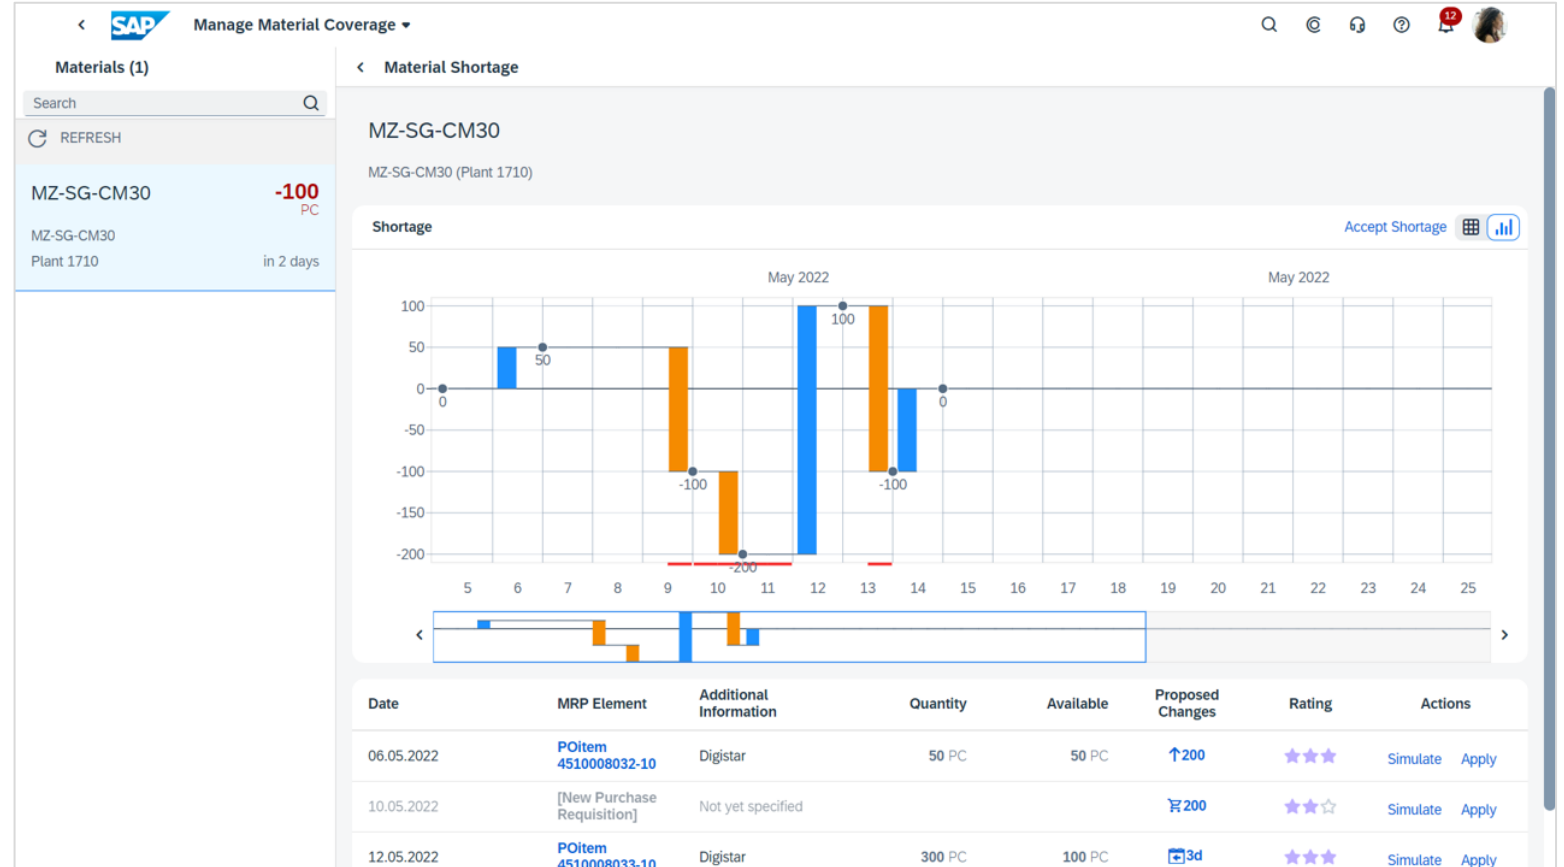 SAP Manage Material Coverage
12
Materials (1)
Material Shortage
Search
REFRESH
MZ-SG-CM30
-100
PC
MZ-SG-CM30
Plant 1710
in 2 days
MZ-SG-CM30
MZ-SG-CM30 (Plant 1710)
Shortage
Accept Shortage
May 2022
May 2022
100
50
0
-50
-100
-150
-200
0
50
-100
-200
100
-100
0
5 6 7 8 9 10 11 12 13 14 15 16 17 18 19 20 21 22 23 24 25
Date MRP Element Additional Information Quantity Available Proposed Changes Rating Actions
06.05.2022 POitem 4510008032-10 Digistar 50 PC 50 PC 200 Simulate Apply
10.05.2022 [New Purchase Requisition] Not yet specified 200 Simulate Apply
12.05.2022 POitem 4510008033-10 Digistar 300 PC 100 PC 3d Simulate Apply